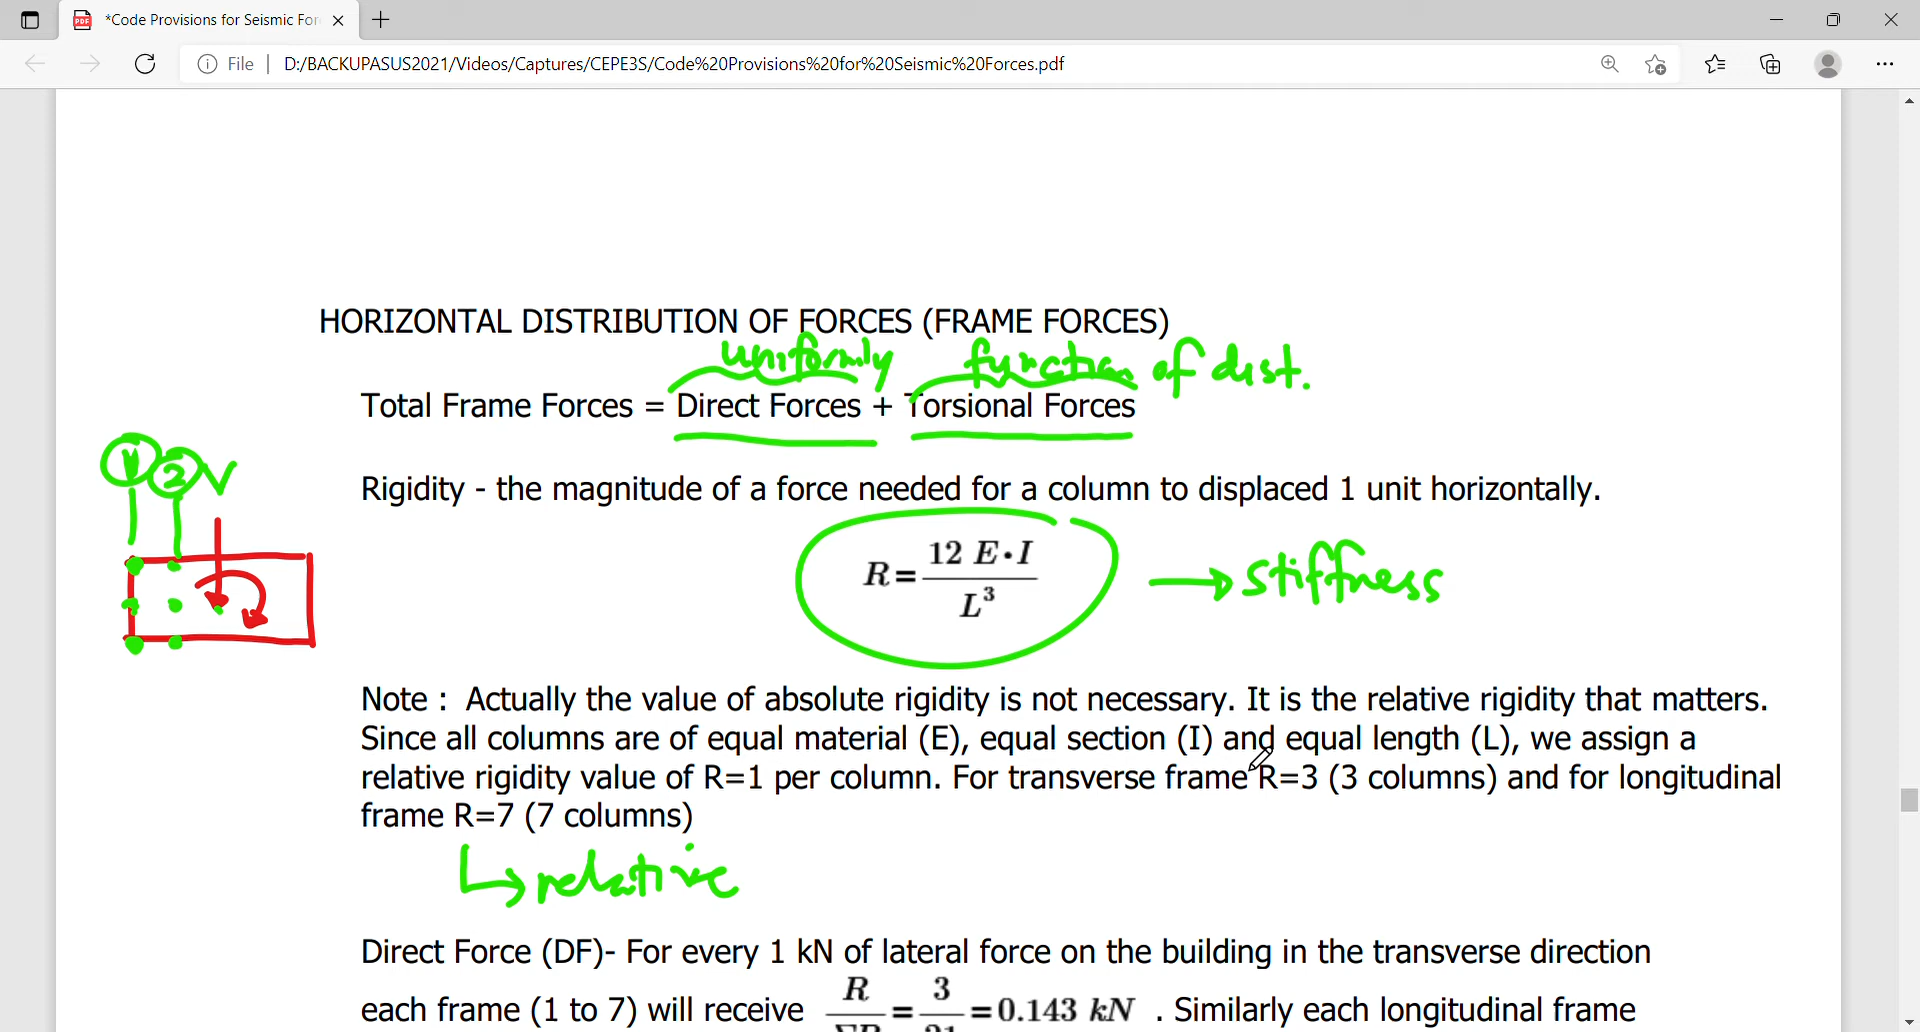 *Code Provisions for Seismic For
File | D:/BACKUPASUS2021/Videos/Captures/CEPE3S/Code%20Provisions%20for%20Seismic%20Forces.pdf
HORIZONTAL DISTRIBUTION OF FORCES (FRAME FORCES)
uniformly function of dist.
Total Frame Forces = Direct Forces + Torsional Forces
1 2 V
Rigidity - the magnitude of a force needed for a column to displaced 1 unit horizontally.
R = 12 E·I / L³ → stiffness
Note : Actually the value of absolute rigidity is not necessary. It is the relative rigidity that matters.
Since all columns are of equal material (E), equal section (I) and equal length (L), we assign a
relative rigidity value of R=1 per column. For transverse frame R=3 (3 columns) and for longitudinal
frame R=7 (7 columns)
↳ relative
Direct Force (DF)- For every 1 kN of lateral force on the building in the transverse direction
each frame (1 to 7) will receive R/ΣR = 3/21 = 0.143 kN . Similarly each longitudinal frame